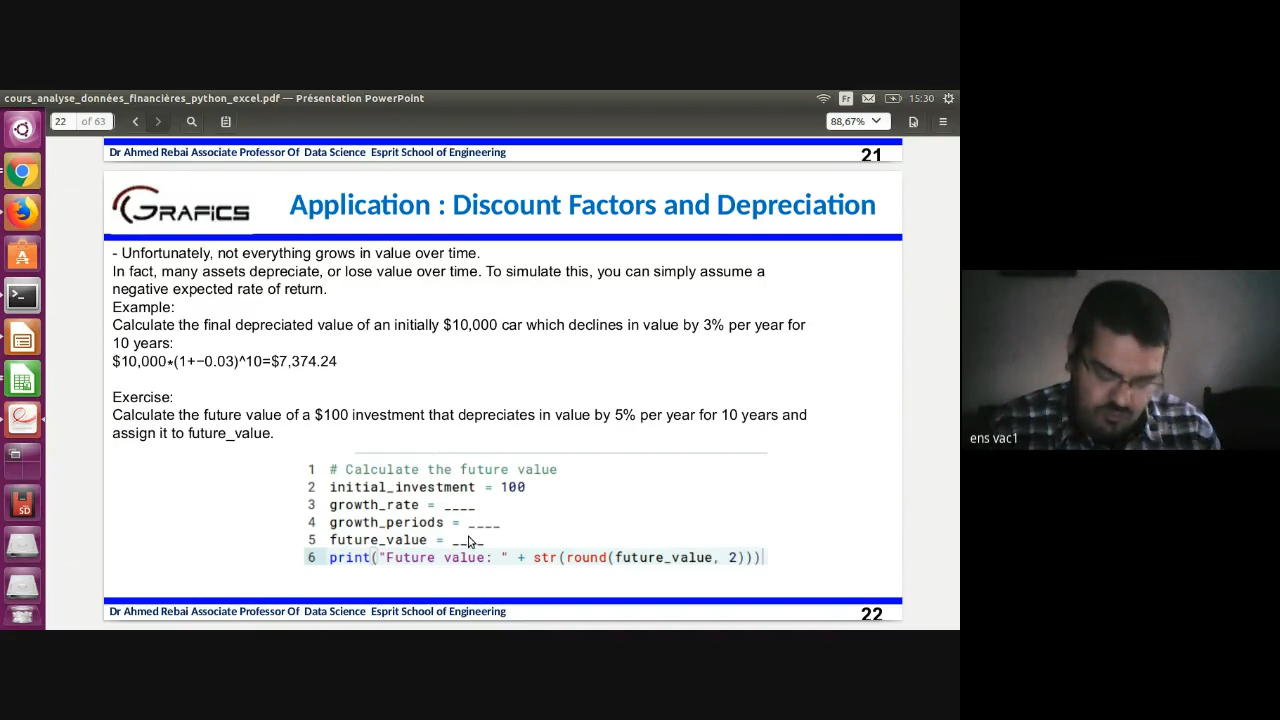 cours_analyse_données_financières_python_excel.pdf — Présentation PowerPoint
Fr
15:30
22 of 63
88,67%
Dr Ahmed Rebai Associate Professor Of Data Science Esprit School of Engineering
21
GRAFICS
Application : Discount Factors and Depreciation
- Unfortunately, not everything grows in value over time.
In fact, many assets depreciate, or lose value over time. To simulate this, you can simply assume a
negative expected rate of return.
Example:
Calculate the final depreciated value of an initially $10,000 car which declines in value by 3% per year for
10 years:
$10,000∗(1+−0.03)^10=$7,374.24
Exercise:
Calculate the future value of a $100 investment that depreciates in value by 5% per year for 10 years and
assign it to future_value.
1 # Calculate the future value
2 initial_investment = 100
3 growth_rate = ____
4 growth_periods = ____
5 future_value = ____
6 print("Future value: " + str(round(future_value, 2)))
Dr Ahmed Rebai Associate Professor Of Data Science Esprit School of Engineering
22
ens vac1
SD